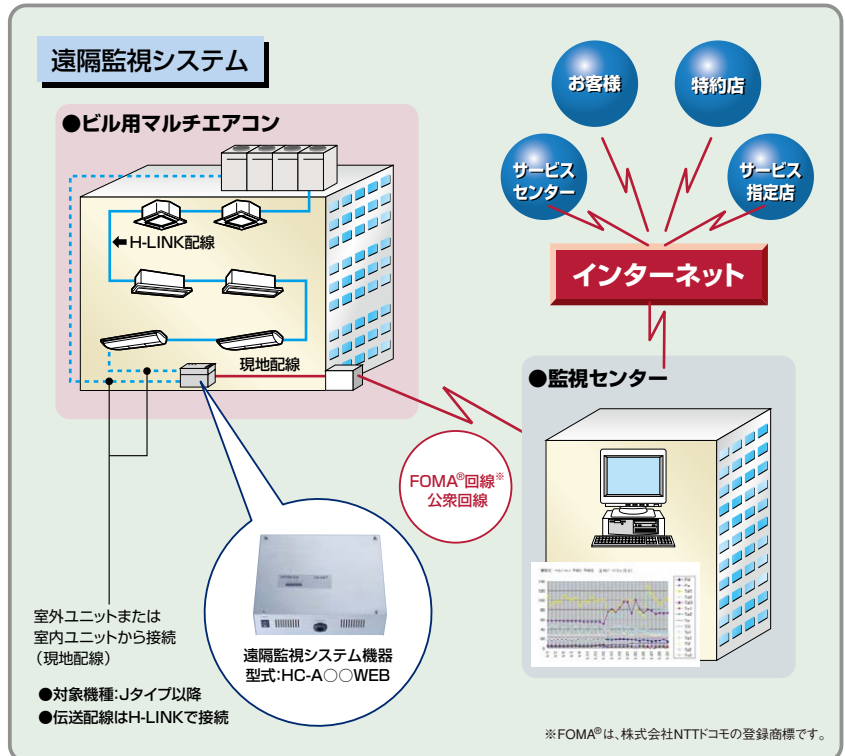 遠隔監視システム
●ビル用マルチエアコン
H-LINK配線
現地配線
お客様
特約店
サービス
センター
サービス
指定店
インターネット
●監視センター
FOMA®回線※
公衆回線
室外ユニットまたは
室内ユニットから接続
（現地配線）
遠隔監視システム機器
型式:HC-A○○WEB
●対象機種:Jタイプ以降
●伝送配線はH-LINKで接続
※FOMA®は、株式会社NTTドコモの登録商標です。